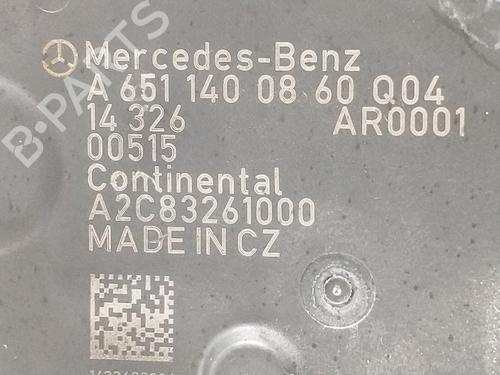 Mercedes-Benz
A 651 140 08 60 Q04
14 326 AR0001
00515
Continental
A2C83261000
MADE IN CZ
B-PARTS